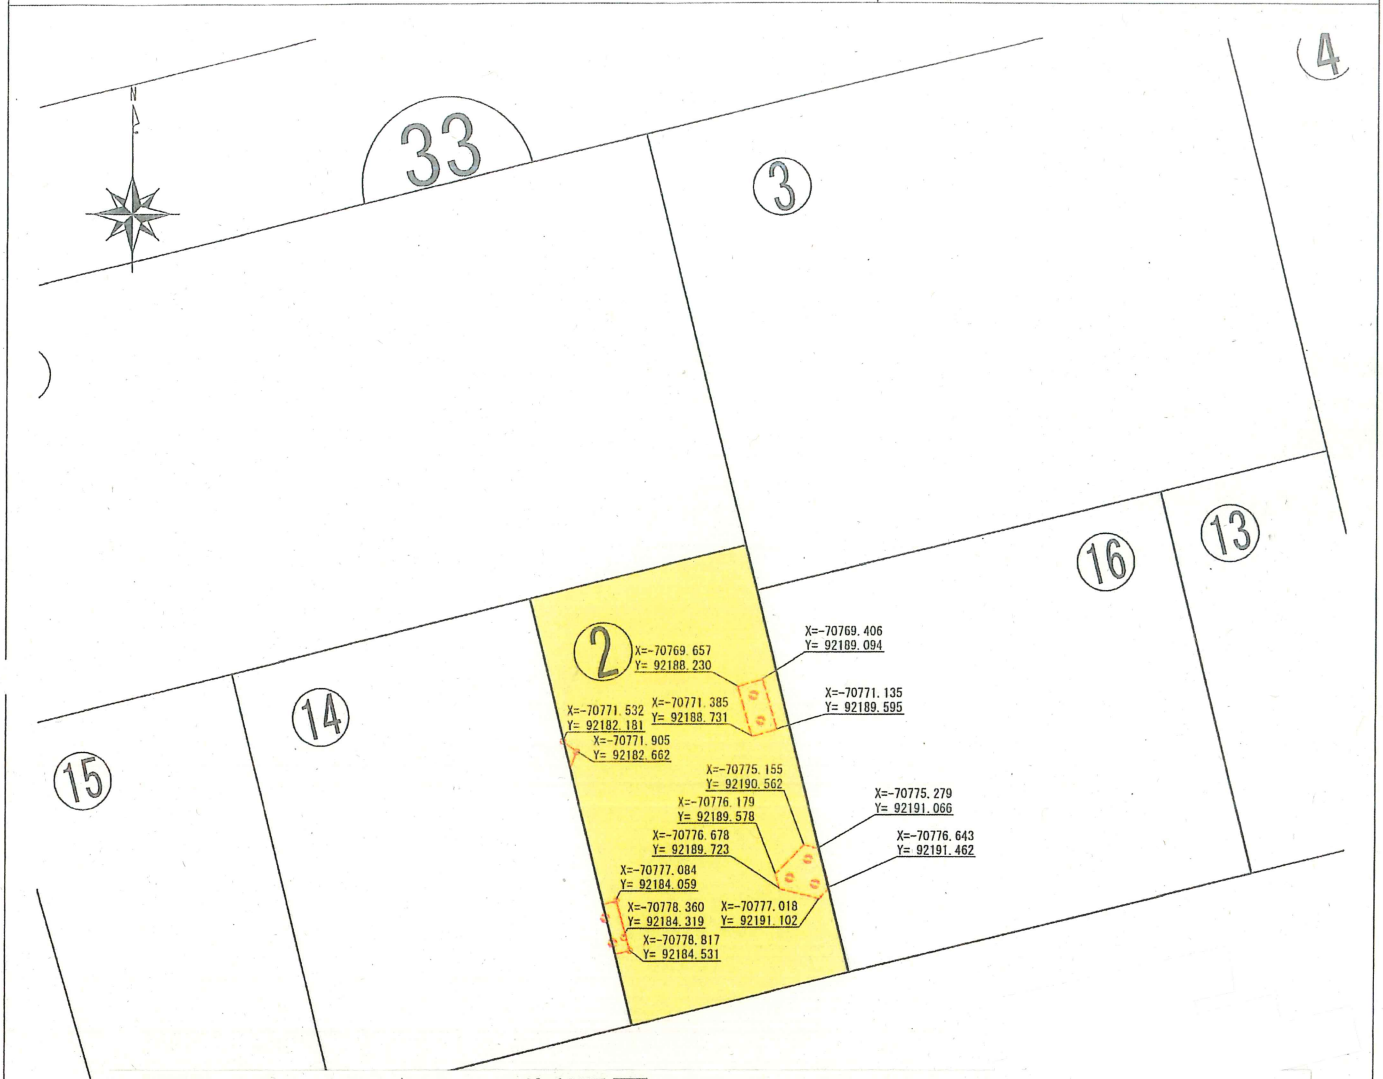 4
N
33
3
13
16
2
X=-70769.406
Y= 92189.094
X=-70769.657
Y= 92188.230
X=-70771.135
Y= 92189.595
X=-70771.385
Y= 92188.731
X=-70771.532
Y= 92182.181
X=-70771.905
Y= 92182.662
14
15
X=-70775.155
Y= 92190.562
X=-70775.279
Y= 92191.066
X=-70776.179
Y= 92189.578
X=-70776.643
Y= 92191.462
X=-70776.678
Y= 92189.723
X=-70777.084
Y= 92184.059
X=-70778.360
Y= 92184.319
X=-70777.018
Y= 92191.102
X=-70778.817
Y= 92184.531